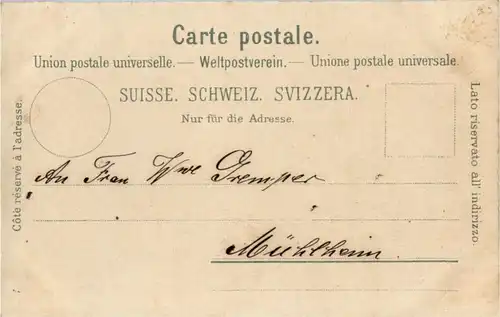 Carte postale.
Union postale universelle. — Weltpostverein. — Unione postale universale.
SUISSE. SCHWEIZ. SVIZZERA.
Nur für die Adresse.
Côté réservé à l'adresse.
Lato riservato all' indirizzo.
An Frau Wwe Gremper
Mühlheim.